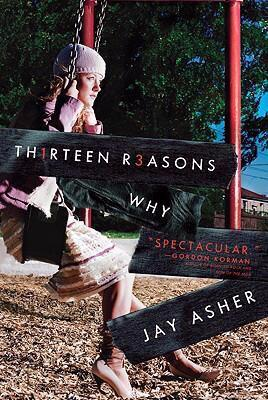 TH1RTEEN R3ASONS
WHY
"SPECTACULAR."
—GORDON KORMAN
JAY ASHER